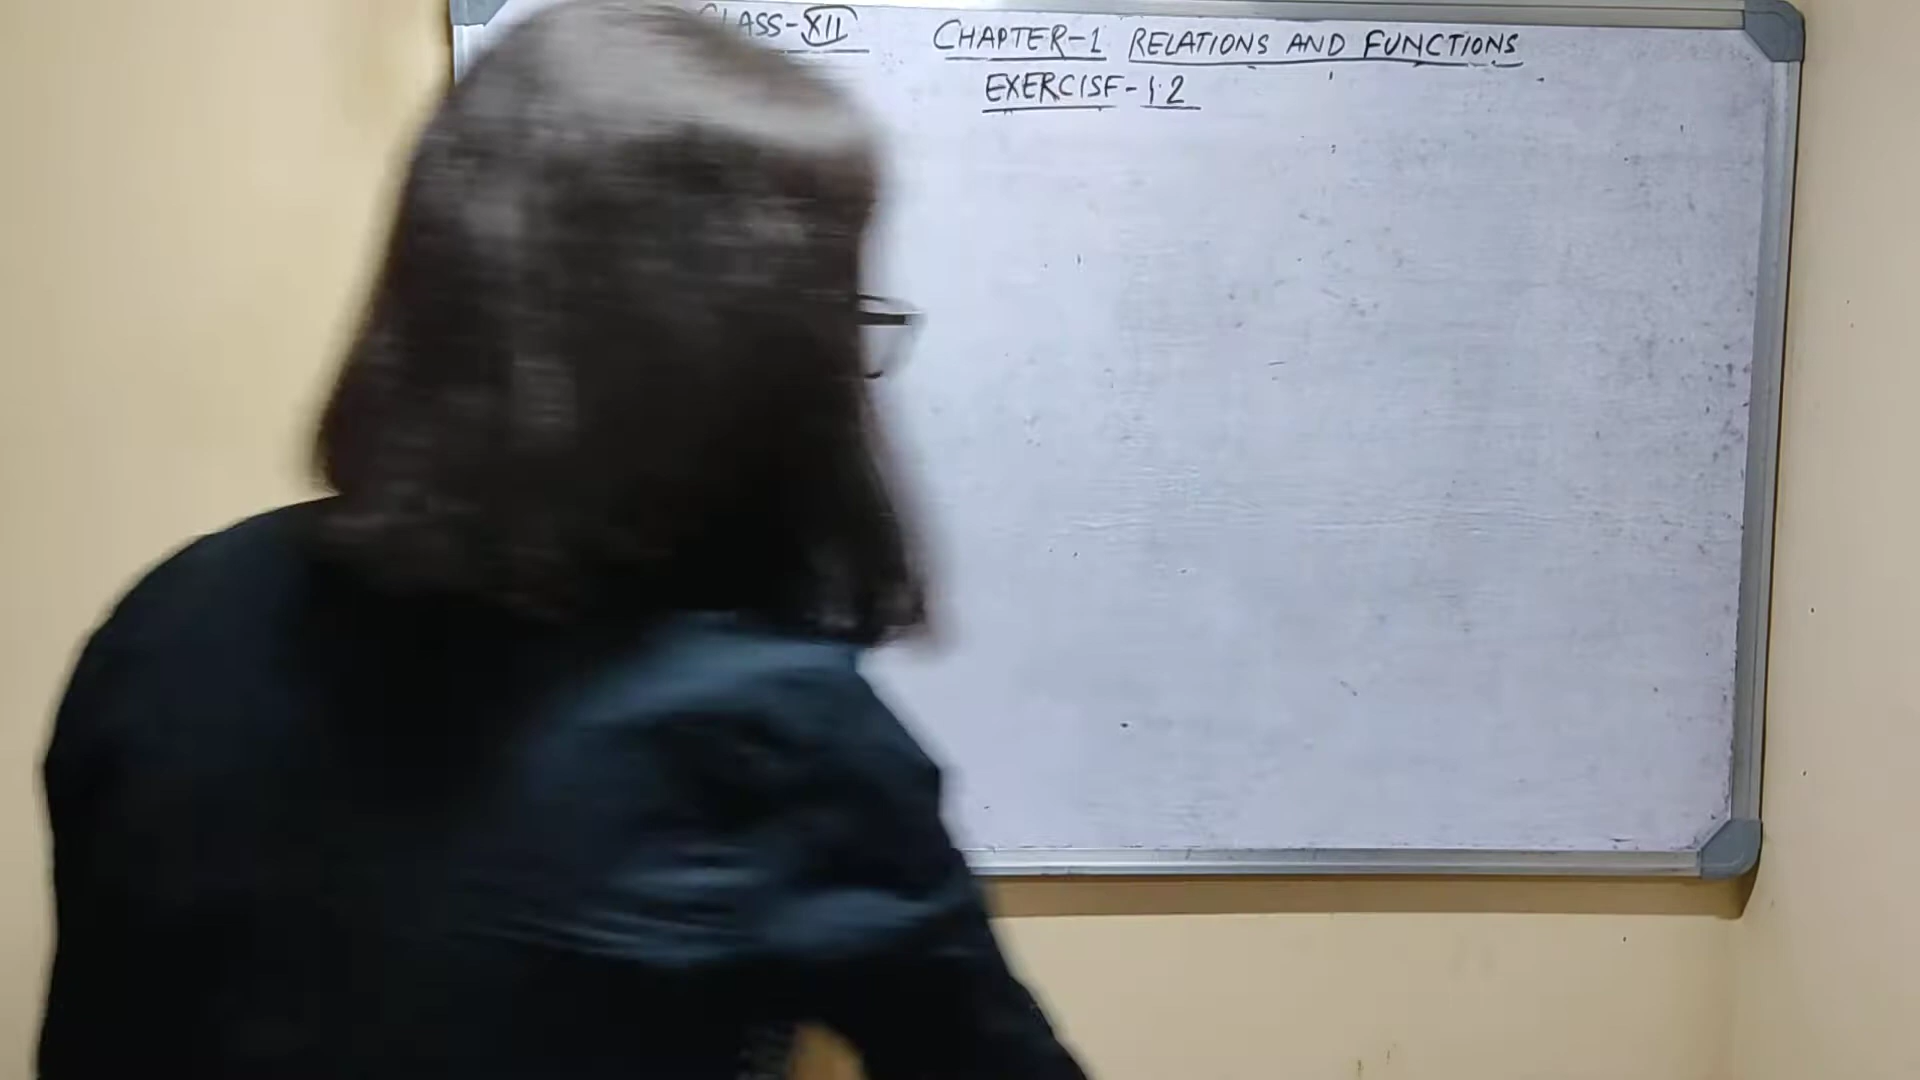 CLASS-XII CHAPTER-1 RELATIONS AND FUNCTIONS
EXERCISE-1.2